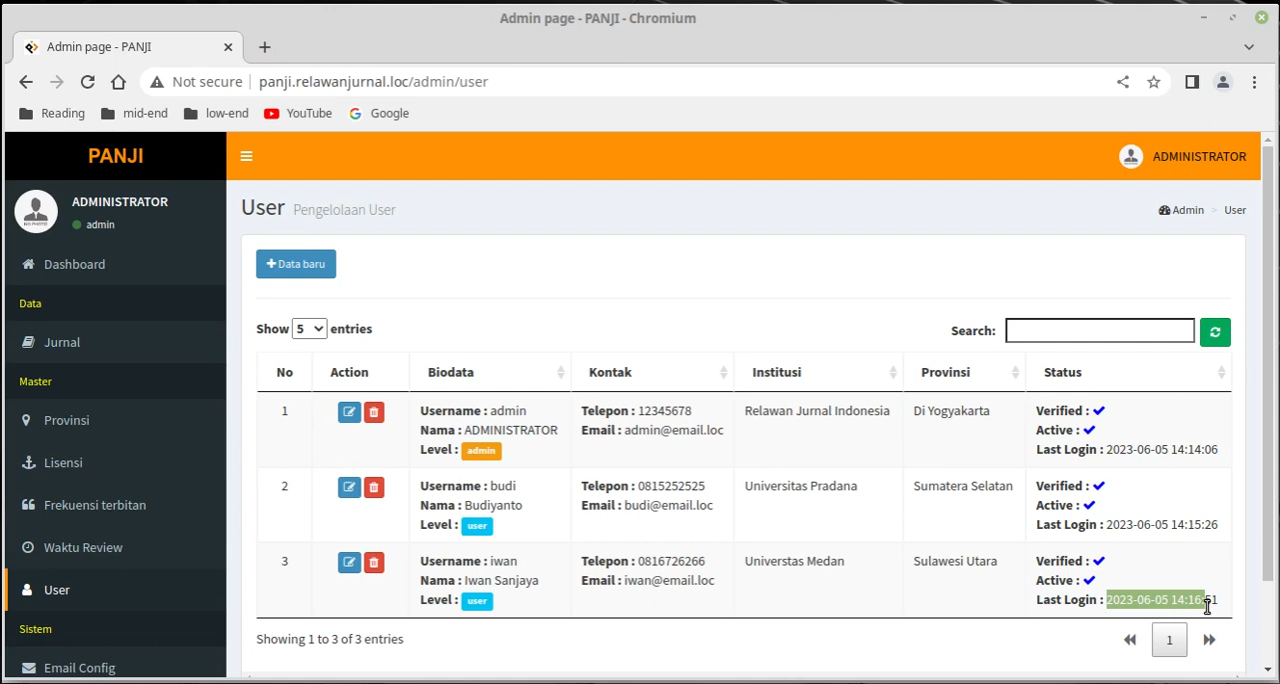 Admin page - PANJI - Chromium
Admin page - PANJI
Not secure panji.relawanjurnal.loc/admin/user
Reading mid-end low-end YouTube Google
PANJI
ADMINISTRATOR
ADMINISTRATOR
admin
Dashboard
Data
Jurnal
Master
Provinsi
Lisensi
Frekuensi terbitan
Waktu Review
User
Sistem
Email Config
User Pengelolaan User
Admin > User
Data baru
Show 5 entries
Search:
No Action Biodata Kontak Institusi Provinsi Status
1 Username : admin Telepon : 12345678 Relawan Jurnal Indonesia Di Yogyakarta Verified :
Nama : ADMINISTRATOR Email : admin@email.loc Active :
Level : admin Last Login : 2023-06-05 14:14:06
2 Username : budi Telepon : 0815252525 Universitas Pradana Sumatera Selatan Verified :
Nama : Budiyanto Email : budi@email.loc Active :
Level : user Last Login : 2023-06-05 14:15:26
3 Username : iwan Telepon : 0816726266 Universtas Medan Sulawesi Utara Verified :
Nama : Iwan Sanjaya Email : iwan@email.loc Active :
Level : user Last Login : 2023-06-05 14:16:51
Showing 1 to 3 of 3 entries
1